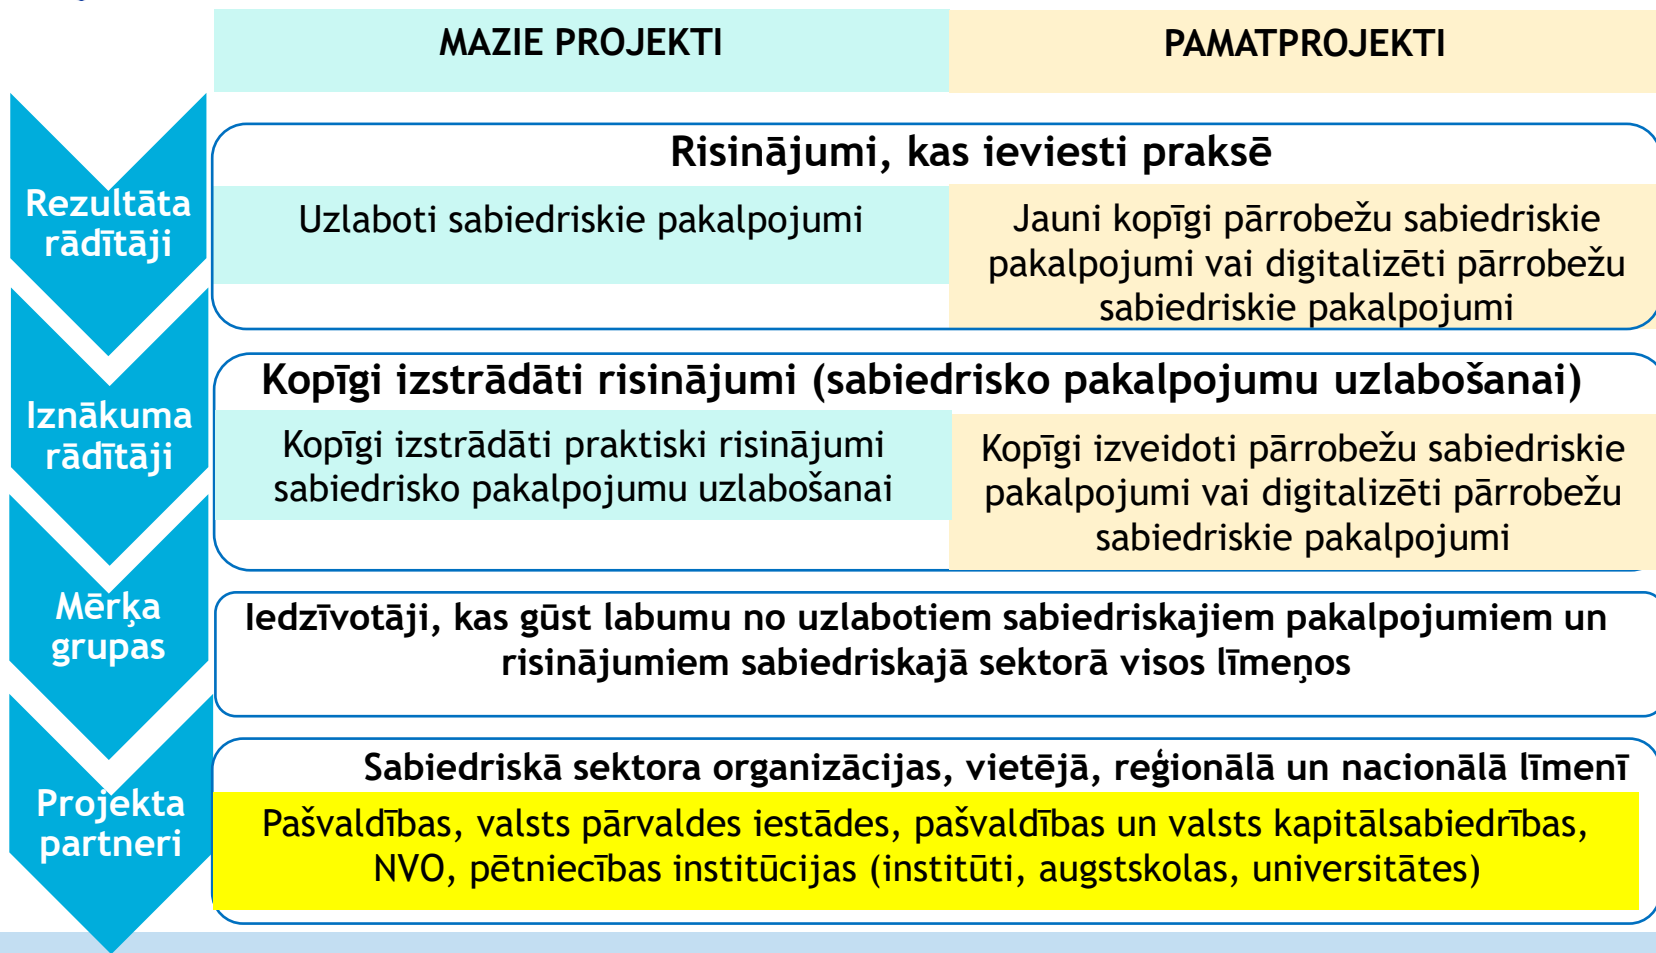 MAZIE PROJEKTI
PAMATPROJEKTI
Rezultāta
rādītāji
Risinājumi, kas ieviesti praksē
Uzlaboti sabiedriskie pakalpojumi
Jauni kopīgi pārrobežu sabiedriskie
pakalpojumi vai digitalizēti pārrobežu
sabiedriskie pakalpojumi
Iznākuma
rādītāji
Kopīgi izstrādāti risinājumi (sabiedrisko pakalpojumu uzlabošanai)
Kopīgi izstrādāti praktiski risinājumi
sabiedrisko pakalpojumu uzlabošanai
Kopīgi izveidoti pārrobežu sabiedriskie
pakalpojumi vai digitalizēti pārrobežu
sabiedriskie pakalpojumi
Mērķa
grupas
Iedzīvotāji, kas gūst labumu no uzlabotiem sabiedriskajiem pakalpojumiem un
risinājumiem sabiedriskajā sektorā visos līmeņos
Projekta
partneri
Sabiedriskā sektora organizācijas, vietējā, reģionālā un nacionālā līmenī
Pašvaldības, valsts pārvaldes iestādes, pašvaldības un valsts kapitālsabiedrības,
NVO, pētniecības institūcijas (institūti, augstskolas, universitātes)